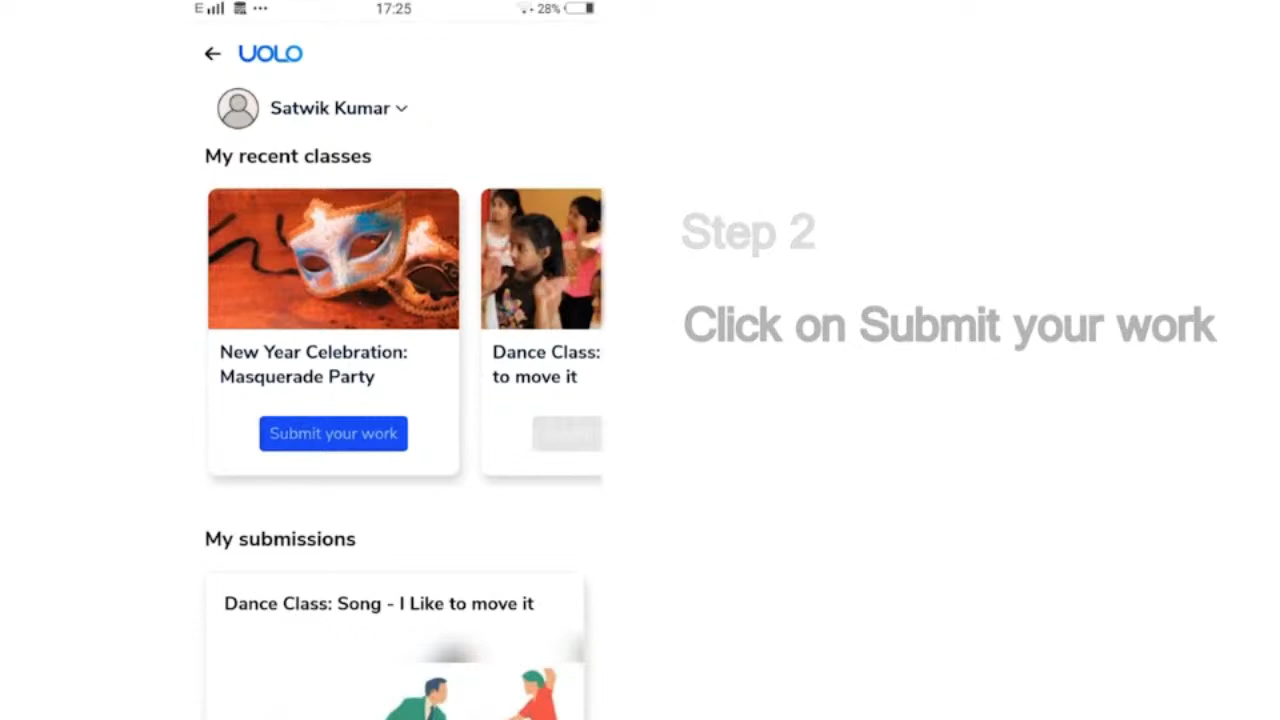 E 17:25 28%
UOLO
Satwik Kumar
My recent classes
New Year Celebration:
Masquerade Party
Submit your work
Dance Class:
to move it
My submissions
Dance Class: Song - I Like to move it
Step 2
Click on Submit your work